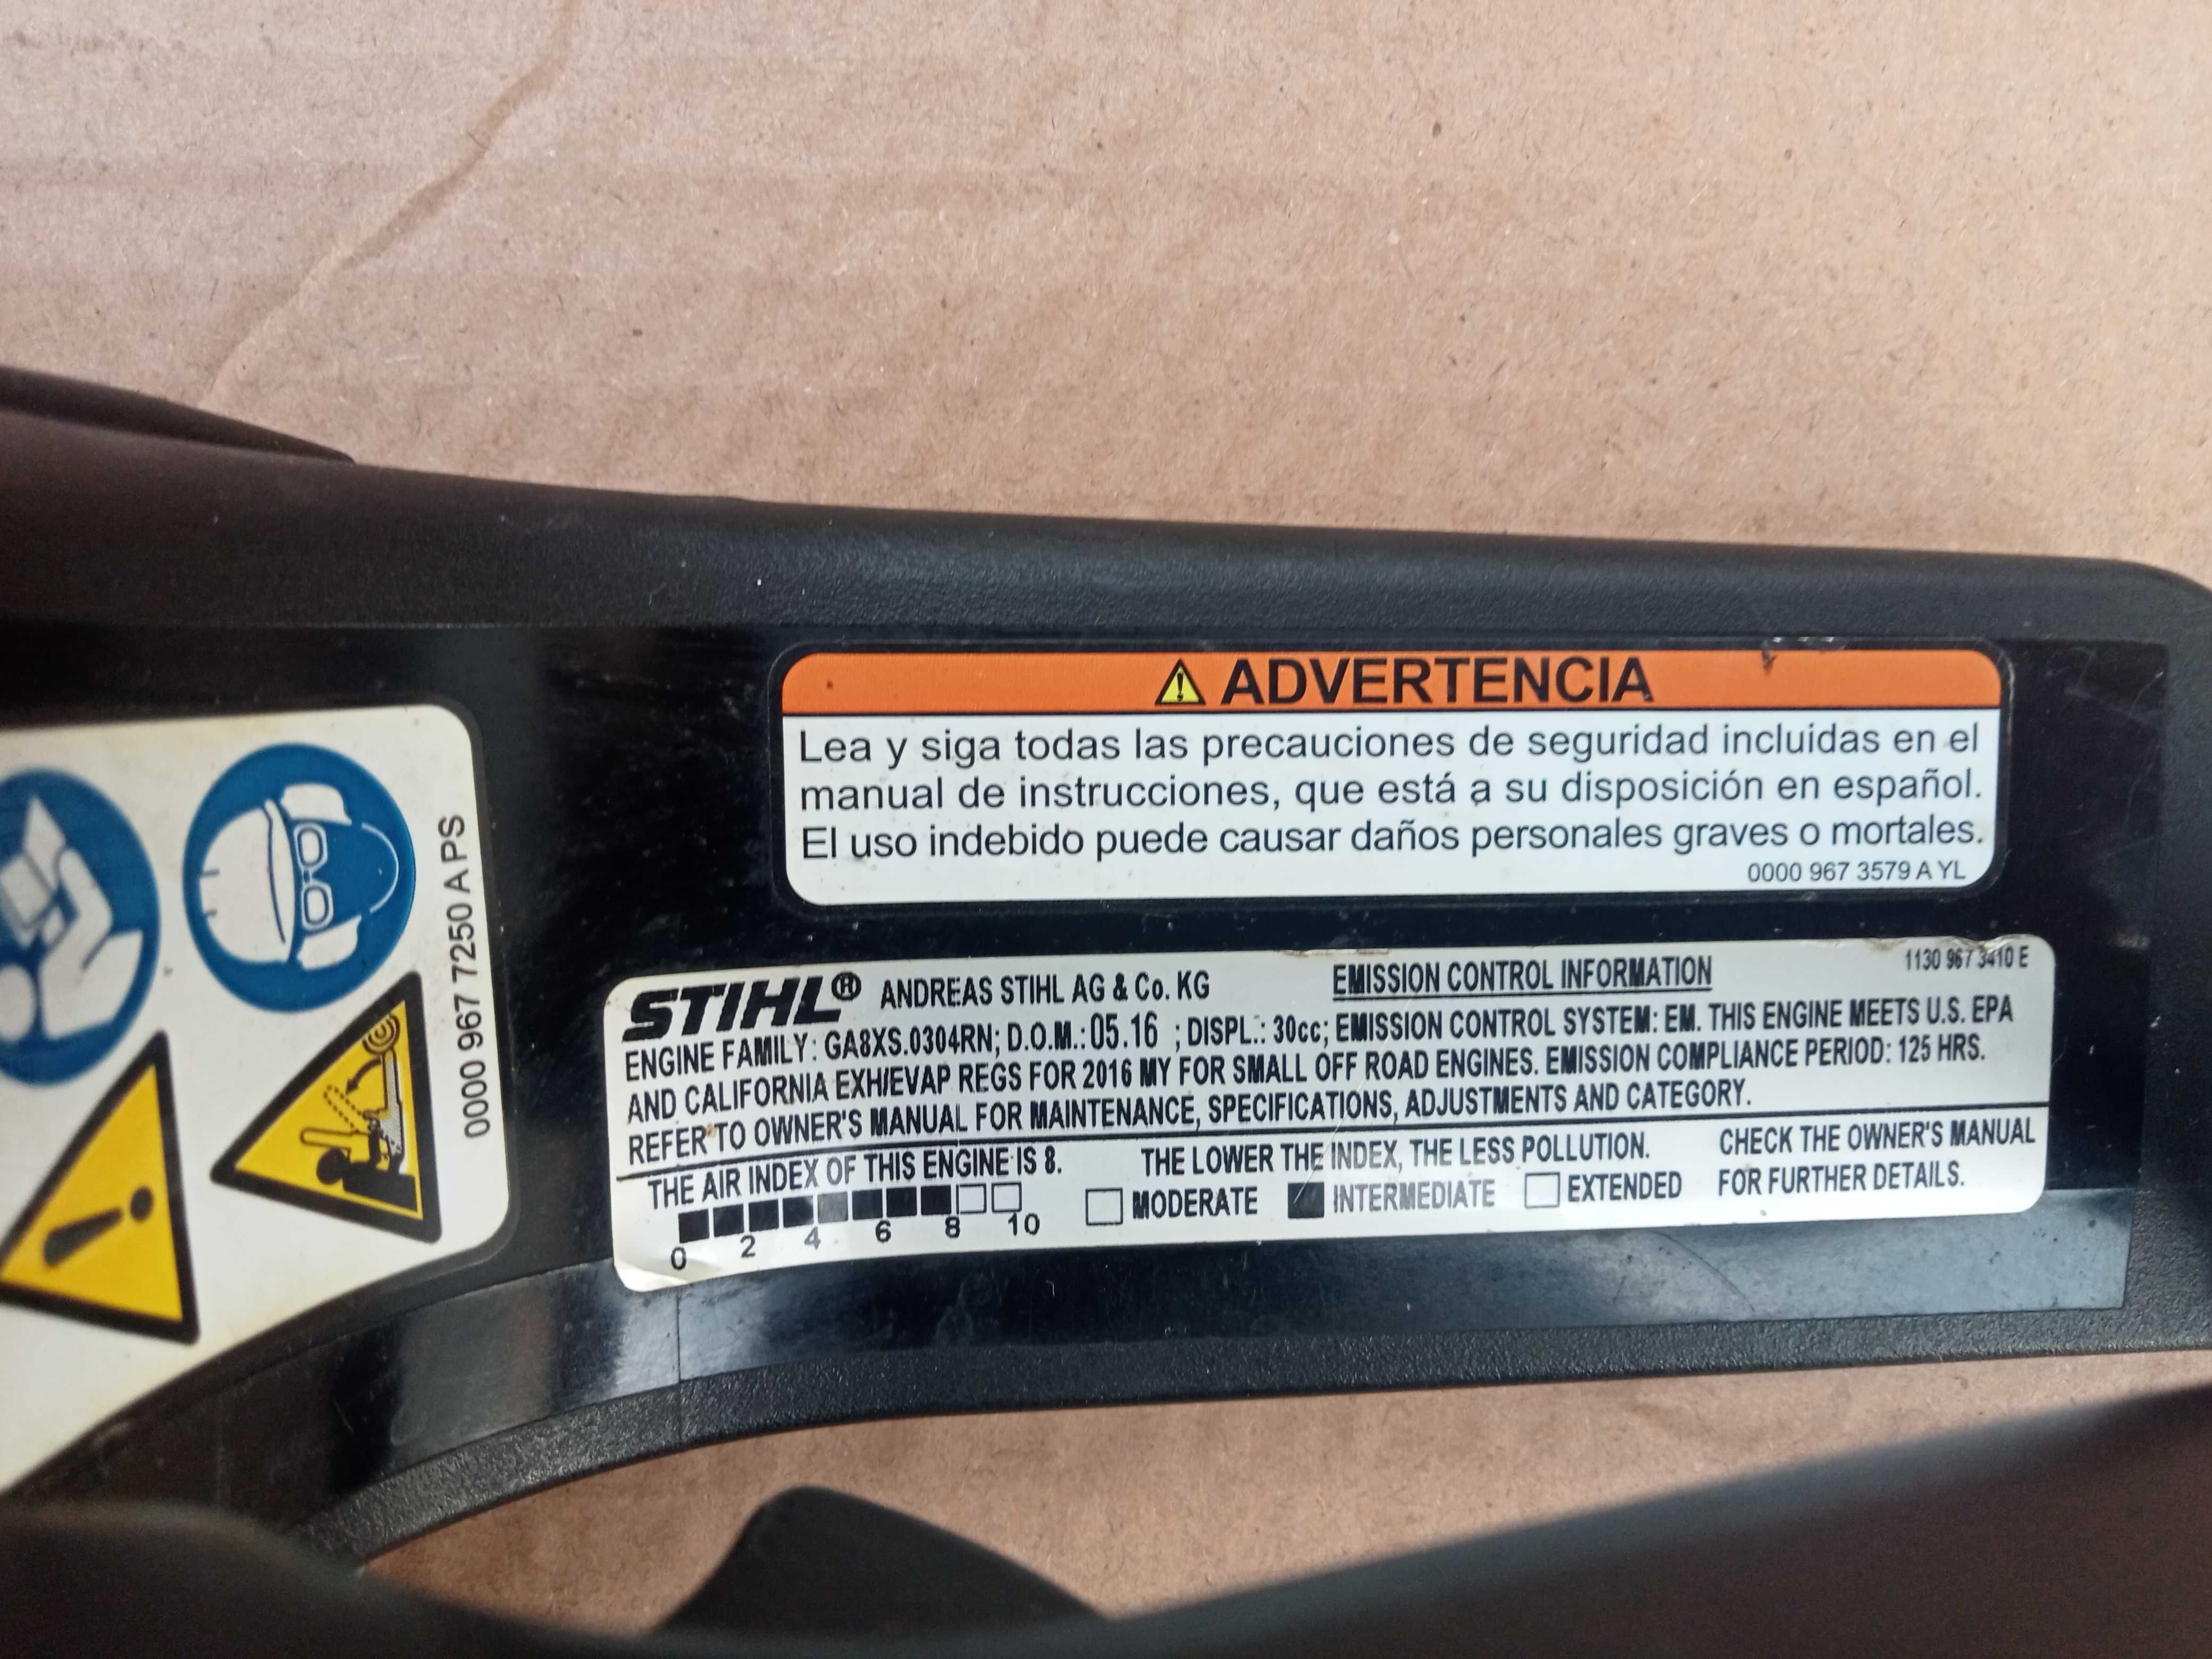 ADVERTENCIA
Lea y siga todas las precauciones de seguridad incluidas en el
manual de instrucciones, que está a su disposición en español.
El uso indebido puede causar daños personales graves o mortales.
0000 967 3579 A YL
0000 967 7250 A PS
STIHL® ANDREAS STIHL AG & Co. KG EMISSION CONTROL INFORMATION 1130 967 3410 E
ENGINE FAMILY: GA8XS.0304RN; D.O.M.: 05.16 ; DISPL.: 30cc; EMISSION CONTROL SYSTEM: EM. THIS ENGINE MEETS U.S. EPA
AND CALIFORNIA EXH/EVAP REGS FOR 2016 MY FOR SMALL OFF ROAD ENGINES. EMISSION COMPLIANCE PERIOD: 125 HRS.
REFER TO OWNER'S MANUAL FOR MAINTENANCE, SPECIFICATIONS, ADJUSTMENTS AND CATEGORY.
THE AIR INDEX OF THIS ENGINE IS 8. THE LOWER THE INDEX, THE LESS POLLUTION. CHECK THE OWNER'S MANUAL
MODERATE INTERMEDIATE EXTENDED FOR FURTHER DETAILS.
0 2 4 6 8 10